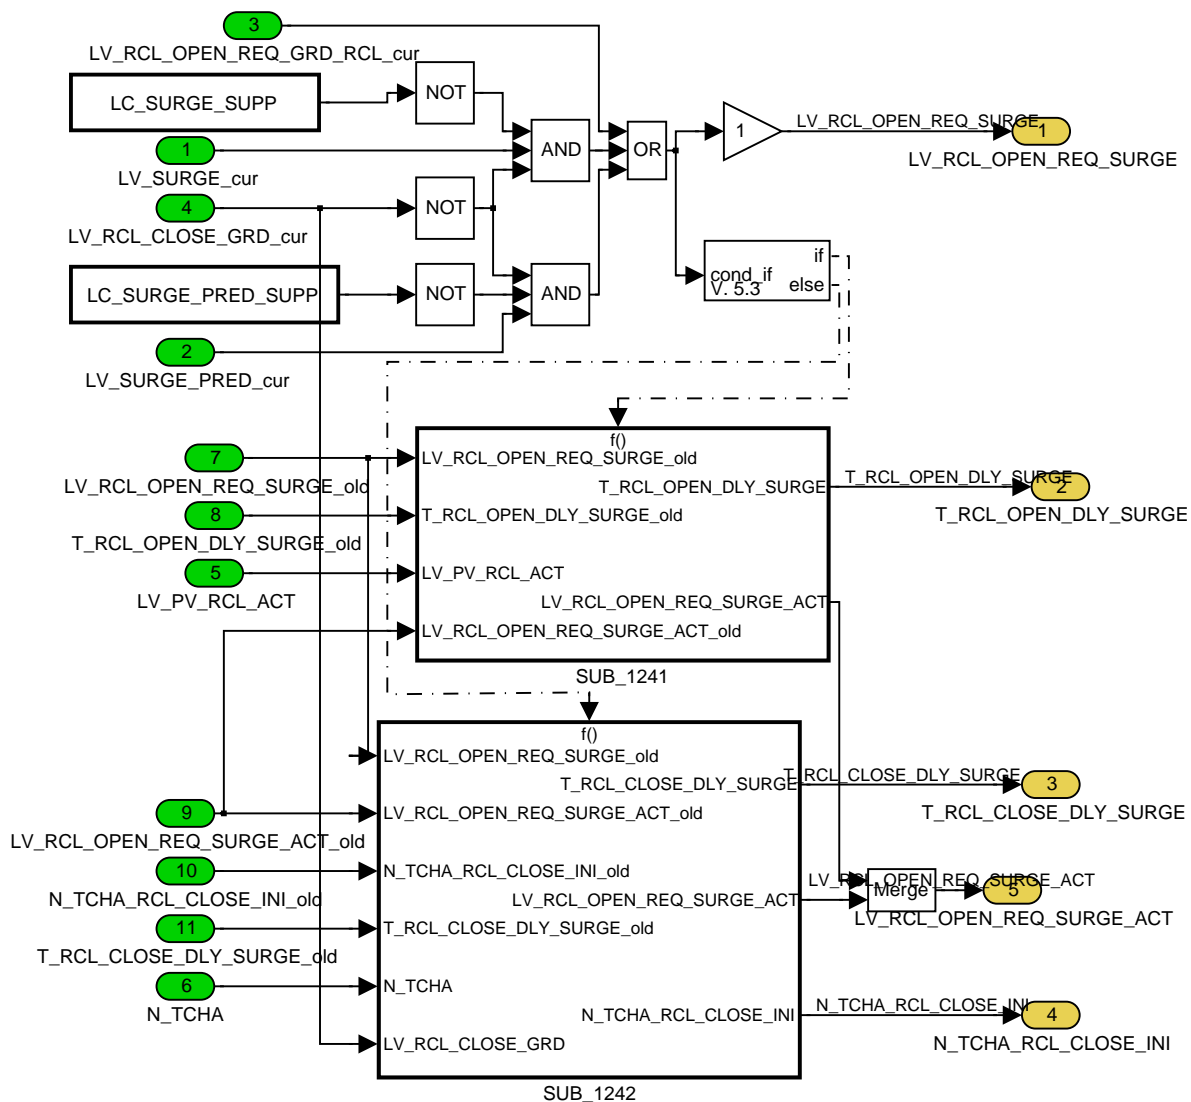 3
LV_RCL_OPEN_REQ_GRD_RCL_cur
LC_SURGE_SUPP
NOT
1
LV_SURGE_cur
AND
OR
1
LV_RCL_OPEN_REQ_SURGE
1
LV_RCL_OPEN_REQ_SURGE
4
LV_RCL_CLOSE_GRD_cur
NOT
LC_SURGE_PRED_SUPP
NOT
AND
if
cond_if
V. 5.3
else
2
LV_SURGE_PRED_cur
f()
7
LV_RCL_OPEN_REQ_SURGE_old
LV_RCL_OPEN_REQ_SURGE_old
T_RCL_OPEN_DLY_SURGE
T_RCL_OPEN_DLY_SURGE
2
T_RCL_OPEN_DLY_SURGE
8
T_RCL_OPEN_DLY_SURGE_old
T_RCL_OPEN_DLY_SURGE_old
5
LV_PV_RCL_ACT
LV_PV_RCL_ACT
LV_RCL_OPEN_REQ_SURGE_ACT
LV_RCL_OPEN_REQ_SURGE_ACT_old
SUB_1241
f()
LV_RCL_OPEN_REQ_SURGE_old
T_RCL_CLOSE_DLY_SURGE
T_RCL_CLOSE_DLY_SURGE
3
T_RCL_CLOSE_DLY_SURGE
9
LV_RCL_OPEN_REQ_SURGE_ACT_old
LV_RCL_OPEN_REQ_SURGE_ACT_old
10
N_TCHA_RCL_CLOSE_INI_old
N_TCHA_RCL_CLOSE_INI_old
LV_RCL_OPEN_REQ_SURGE_ACT
LV_RCL_OPEN_REQ_SURGE_ACT
Merge
5
LV_RCL_OPEN_REQ_SURGE_ACT
11
T_RCL_CLOSE_DLY_SURGE_old
T_RCL_CLOSE_DLY_SURGE_old
6
N_TCHA
N_TCHA
N_TCHA_RCL_CLOSE_INI
N_TCHA_RCL_CLOSE_INI
4
N_TCHA_RCL_CLOSE_INI
LV_RCL_CLOSE_GRD
SUB_1242